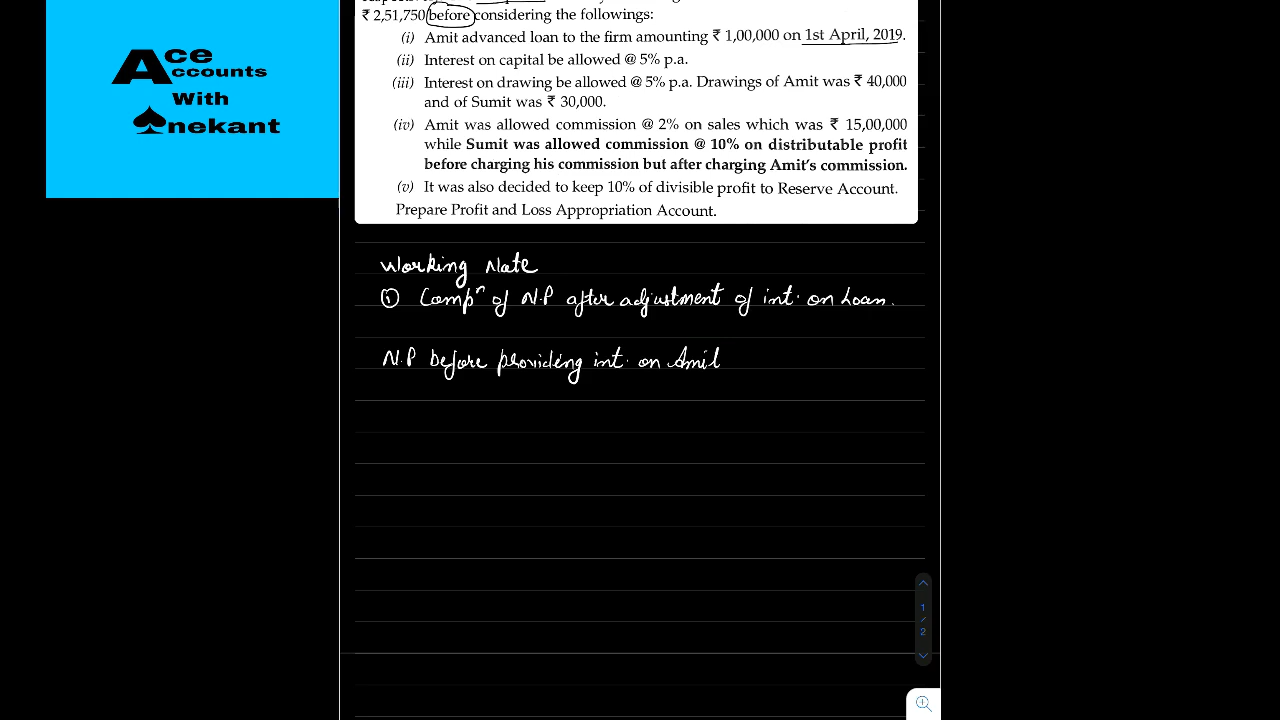 ₹ 2,51,750 before considering the followings:
(i) Amit advanced loan to the firm amounting ₹ 1,00,000 on 1st April, 2019.
(ii) Interest on capital be allowed @ 5% p.a.
(iii) Interest on drawing be allowed @ 5% p.a. Drawings of Amit was ₹ 40,000
and of Sumit was ₹ 30,000.
(iv) Amit was allowed commission @ 2% on sales which was ₹ 15,00,000
while Sumit was allowed commission @ 10% on distributable profit
before charging his commission but after charging Amit's commission.
(v) It was also decided to keep 10% of divisible profit to Reserve Account.
Prepare Profit and Loss Appropriation Account.
Ace
Accounts
With
Anekant
Working Note
(i) Compⁿ of N.P after adjustment of int. on Loan.
N.P before providing int. on Amit
1
/
2